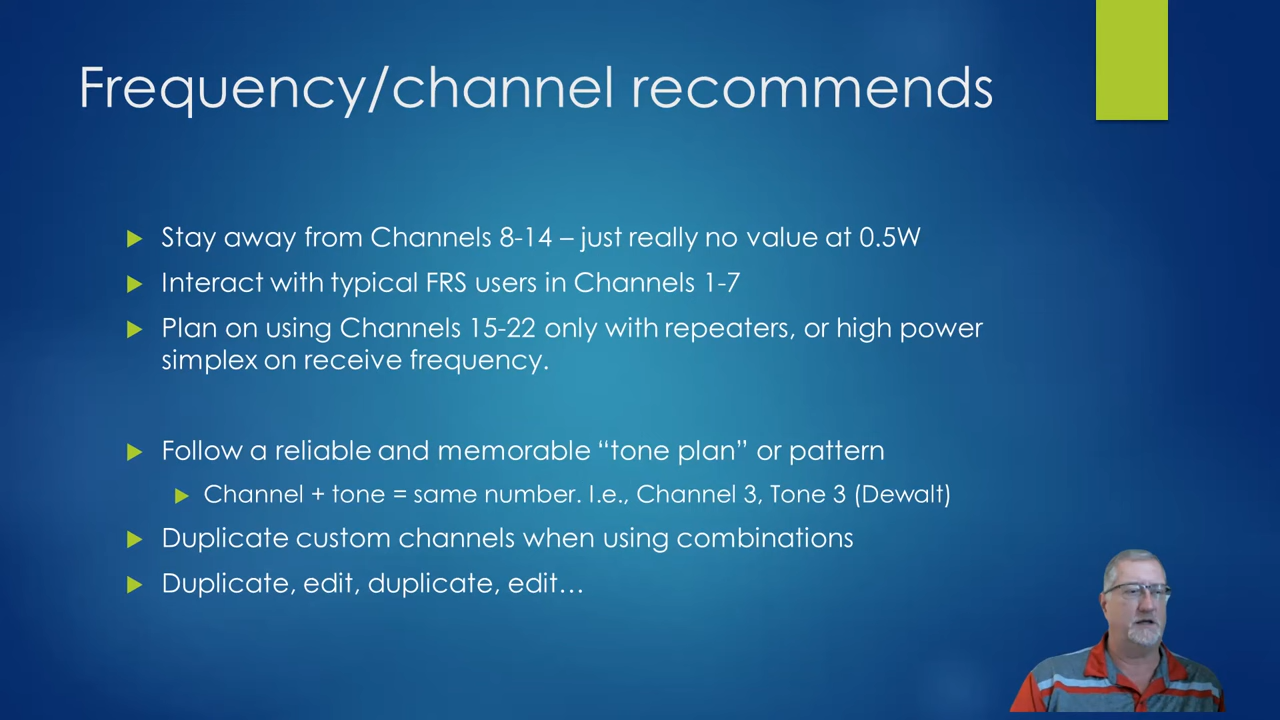 Frequency/channel recommends
Stay away from Channels 8-14 – just really no value at 0.5W
Interact with typical FRS users in Channels 1-7
Plan on using Channels 15-22 only with repeaters, or high power
simplex on receive frequency.
Follow a reliable and memorable “tone plan” or pattern
Channel + tone = same number. I.e., Channel 3, Tone 3 (Dewalt)
Duplicate custom channels when using combinations
Duplicate, edit, duplicate, edit…